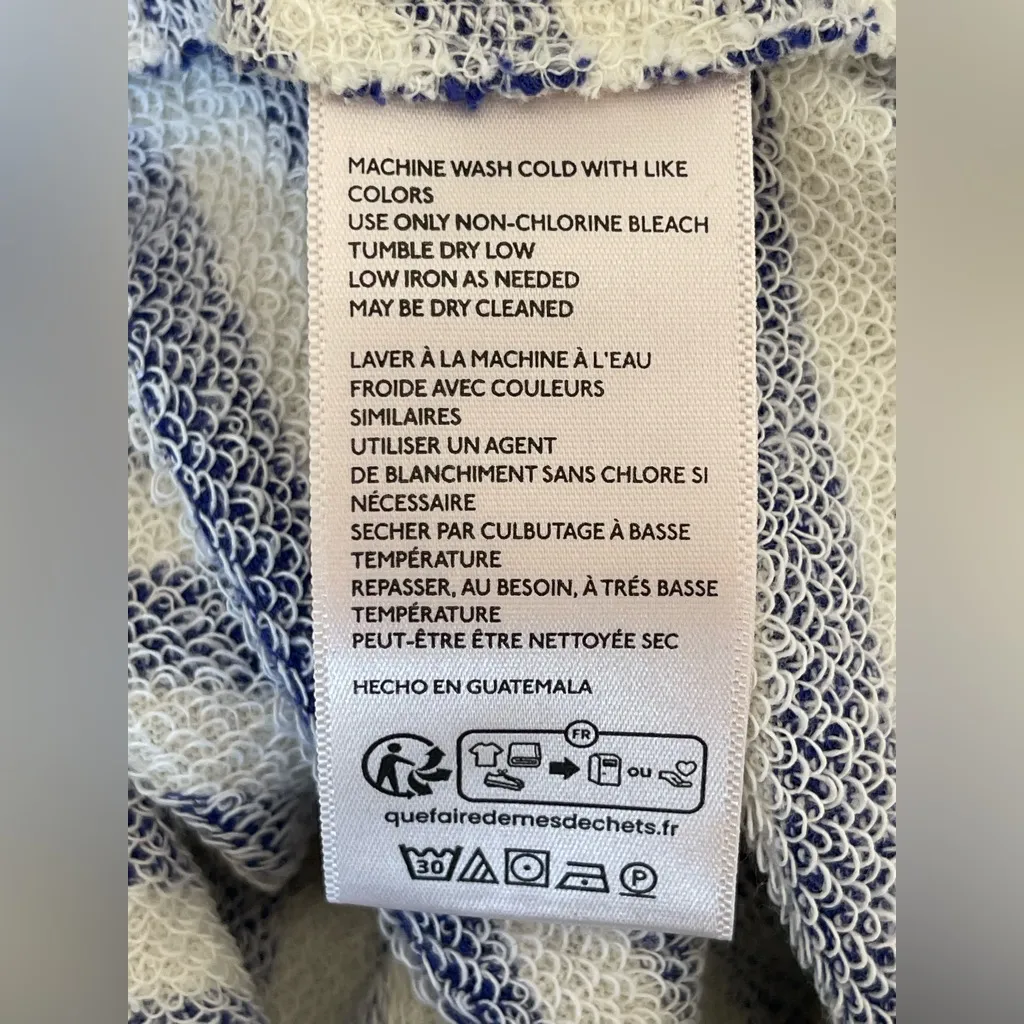 MACHINE WASH COLD WITH LIKE
COLORS
USE ONLY NON-CHLORINE BLEACH
TUMBLE DRY LOW
LOW IRON AS NEEDED
MAY BE DRY CLEANED
LAVER À LA MACHINE À L'EAU
FROIDE AVEC COULEURS
SIMILAIRES
UTILISER UN AGENT
DE BLANCHIMENT SANS CHLORE SI
NÉCESSAIRE
SECHER PAR CULBUTAGE À BASSE
TEMPÉRATURE
REPASSER, AU BESOIN, À TRÉS BASSE
TEMPÉRATURE
PEUT-ÊTRE ÊTRE NETTOYÉE SEC
HECHO EN GUATEMALA
FR
OU
quefairedemesdechets.fr
30 P